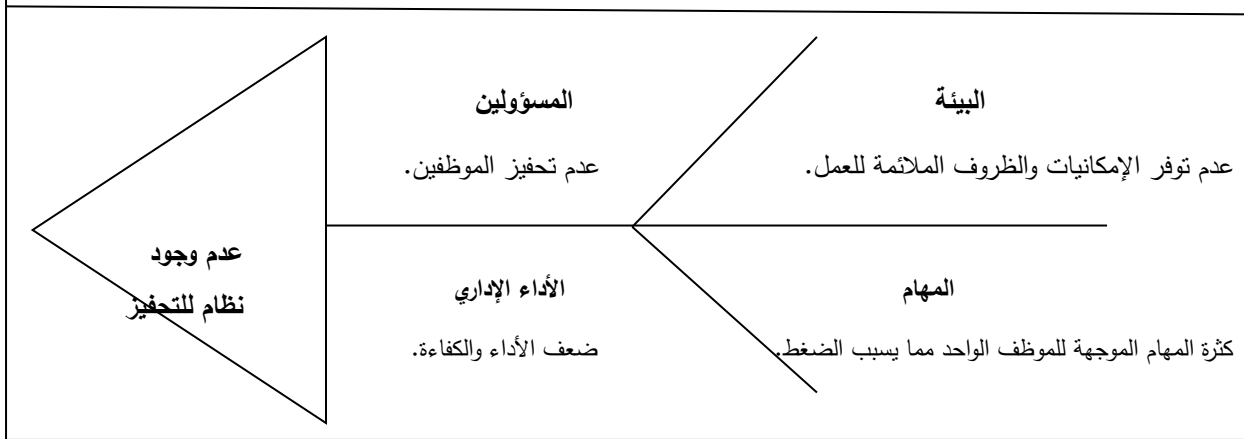 البيئة
عدم توفر الإمكانيات والظروف الملائمة للعمل.
المسؤولين
عدم تحفيز الموظفين.
عدم وجود
نظام للتحفيز
المهام
كثرة المهام الموجهة للموظف الواحد مما يسبب الضغط.
الأداء الإداري
ضعف الأداء والكفاءة.